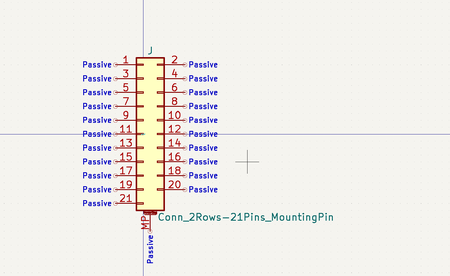 J
Passive 1 2 Passive
Passive 3 4 Passive
Passive 5 6 Passive
Passive 7 8 Passive
Passive 9 10 Passive
Passive 11 12 Passive
Passive 13 14 Passive
Passive 15 16 Passive
Passive 17 18 Passive
Passive 19 20 Passive
Passive 21
MP Conn_2Rows-21Pins_MountingPin
Passive